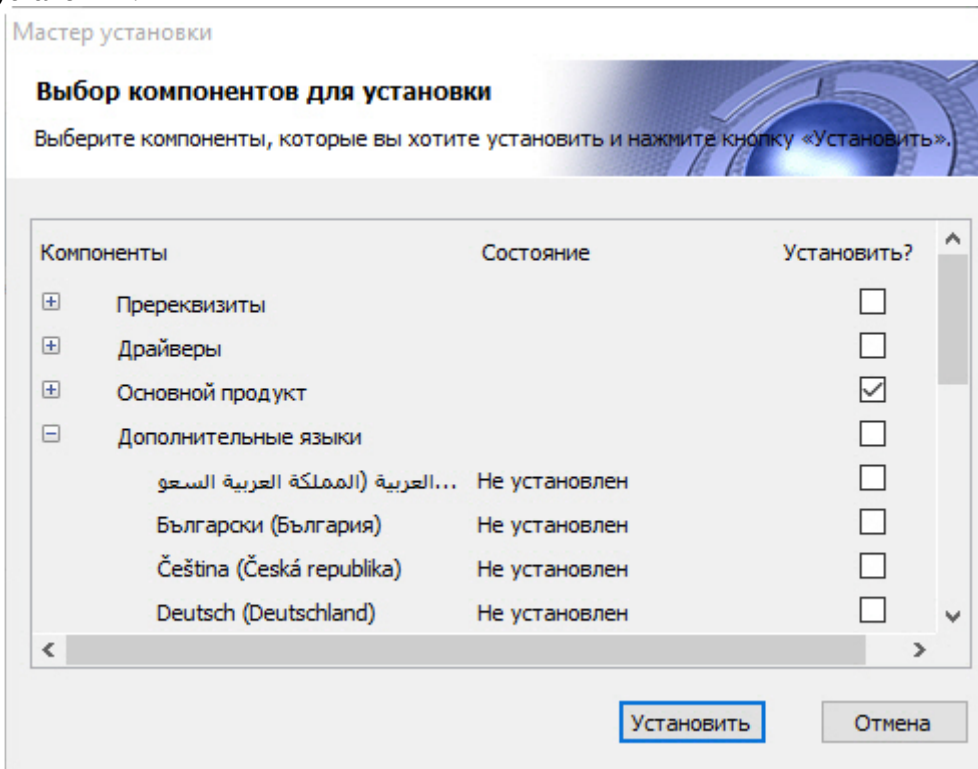 Мастер установки
Выбор компонентов для установки
Выберите компоненты, которые вы хотите установить и нажмите кнопку «Установить».
Компоненты Состояние Установить?
Пререквизиты
Драйверы
Основной продукт
Дополнительные языки
العربية (المملكة العربية السعو... Не установлен
Български (България) Не установлен
Čeština (Česká republika) Не установлен
Deutsch (Deutschland) Не установлен
Установить Отмена